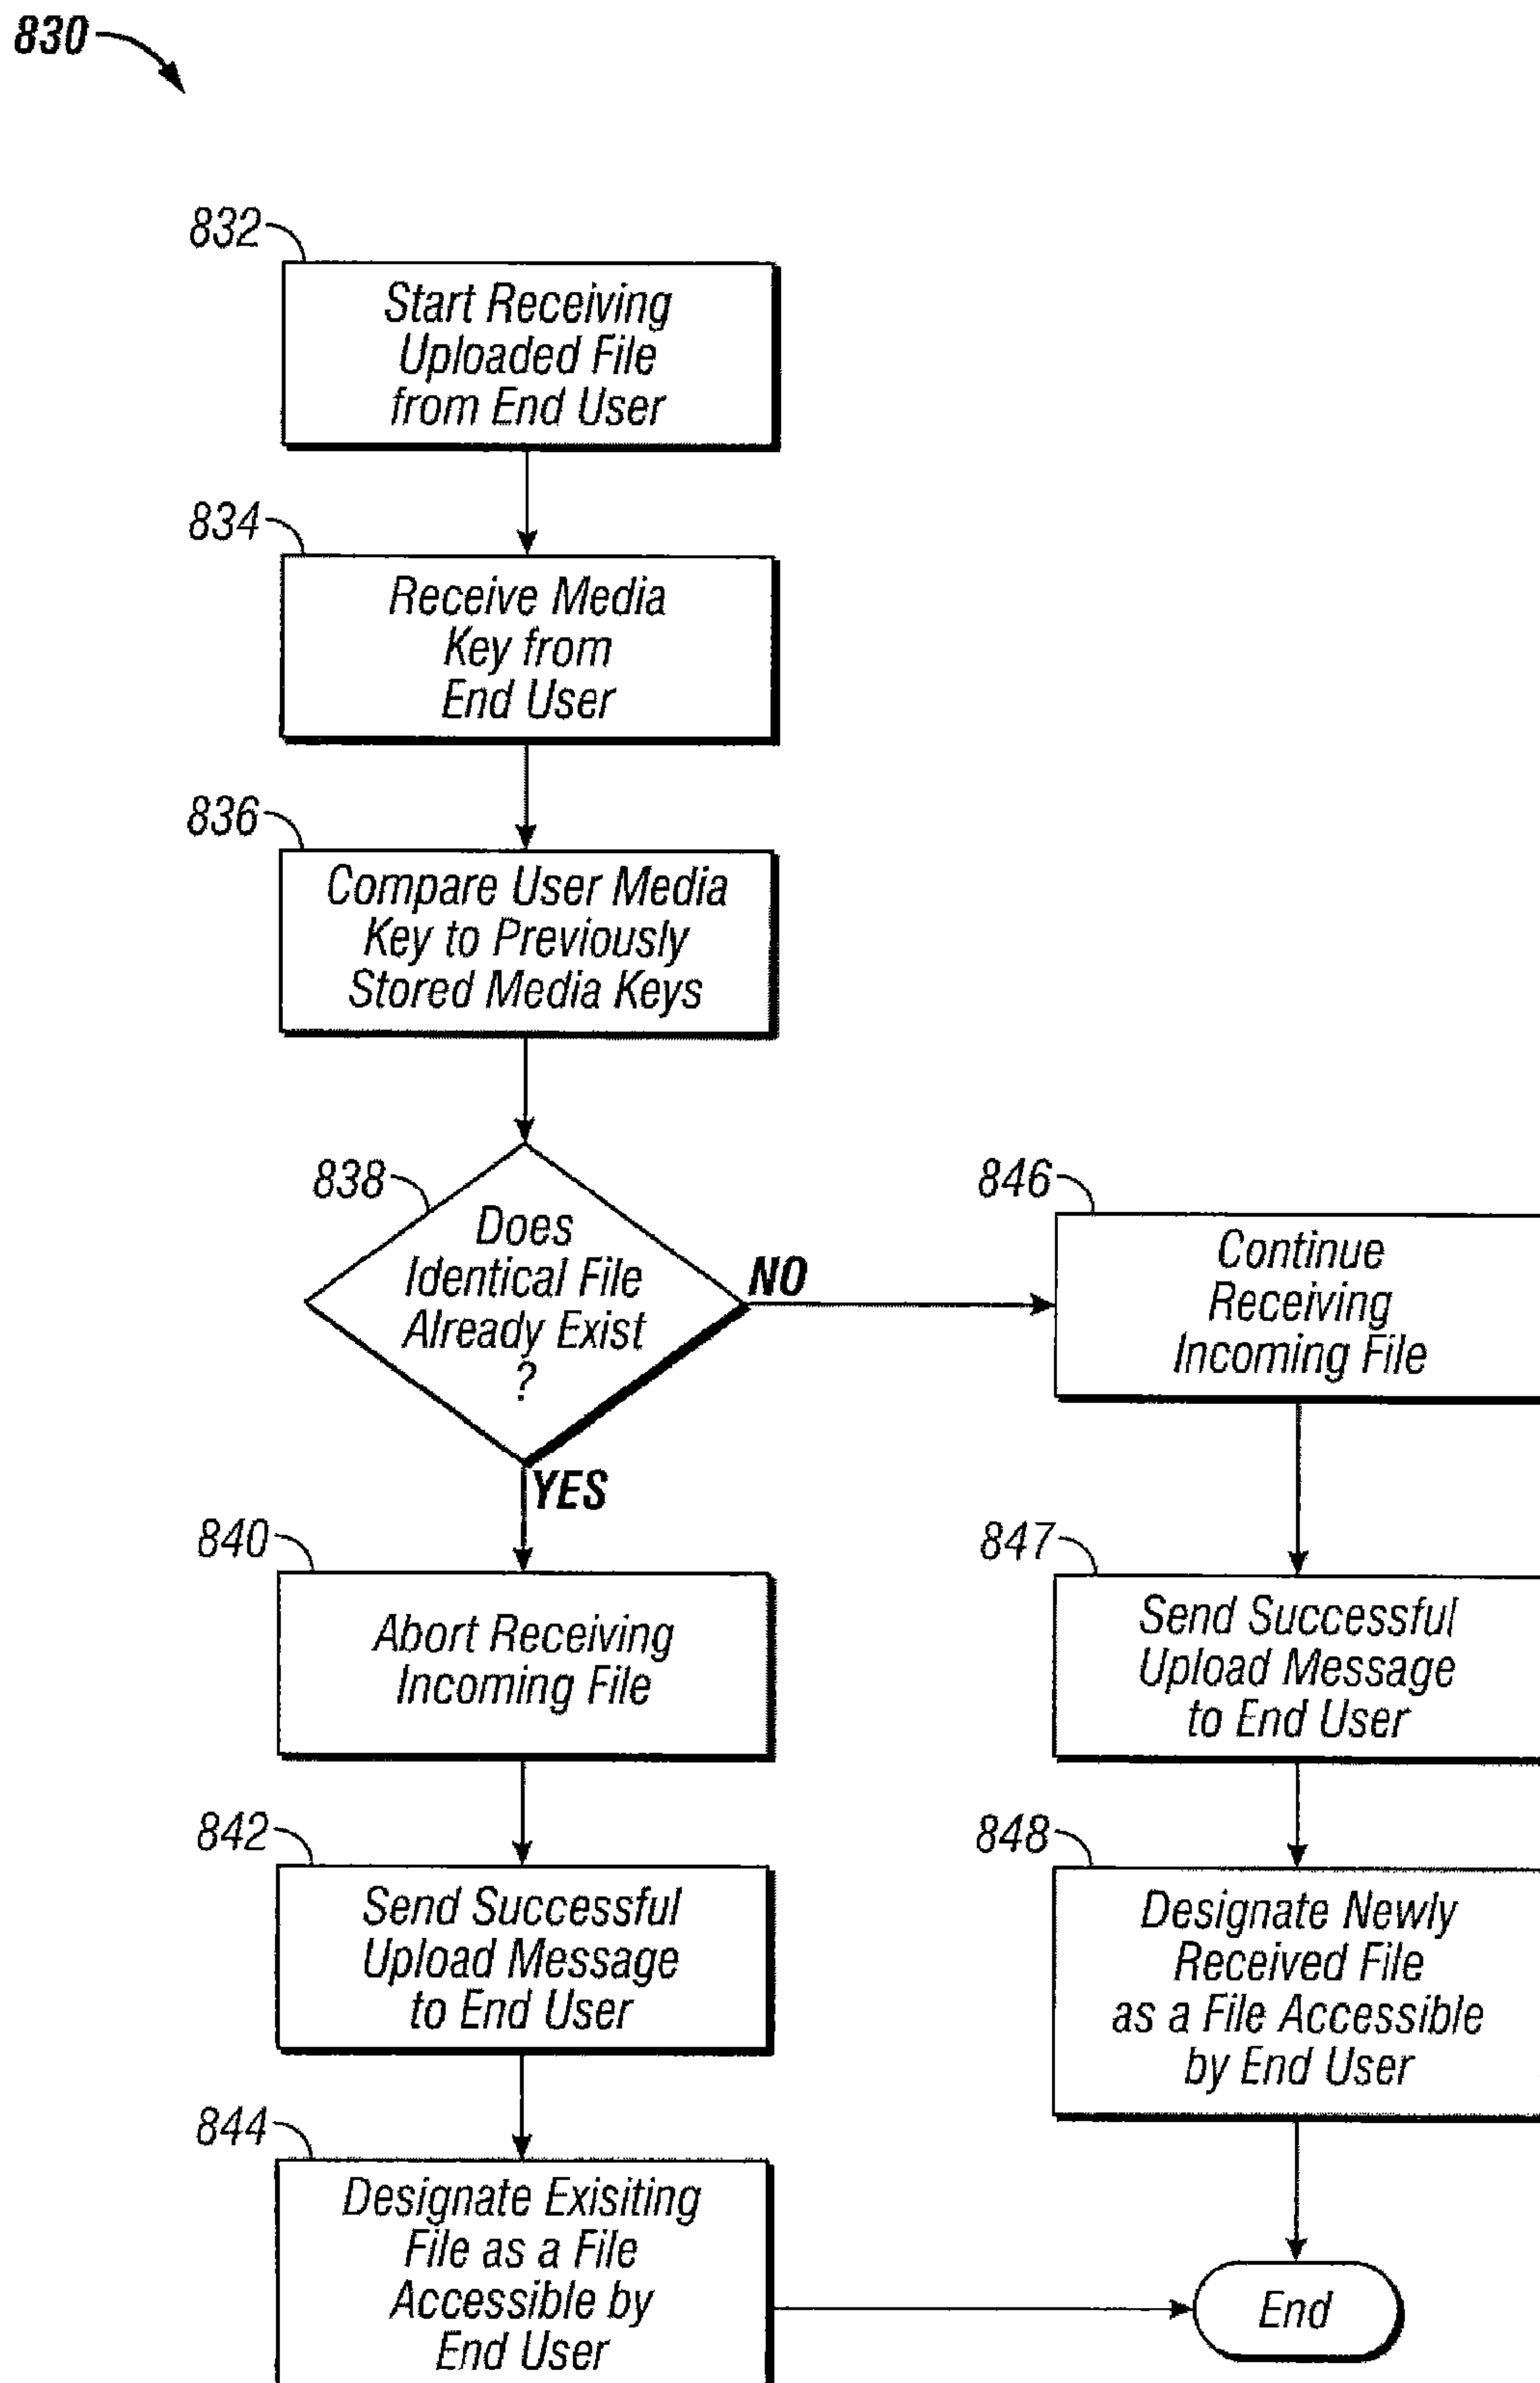 830
832
Start Receiving
Uploaded File
from End User
834
Receive Media
Key from
End User
836
Compare User Media
Key to Previously
Stored Media Keys
838
Does
Identical File
Already Exist
?
NO
YES
846
Continue
Receiving
Incoming File
840
Abort Receiving
Incoming File
847
Send Successful
Upload Message
to End User
842
Send Successful
Upload Message
to End User
848
Designate Newly
Received File
as a File Accessible
by End User
844
Designate Exisiting
File as a File
Accessible by
End User
End